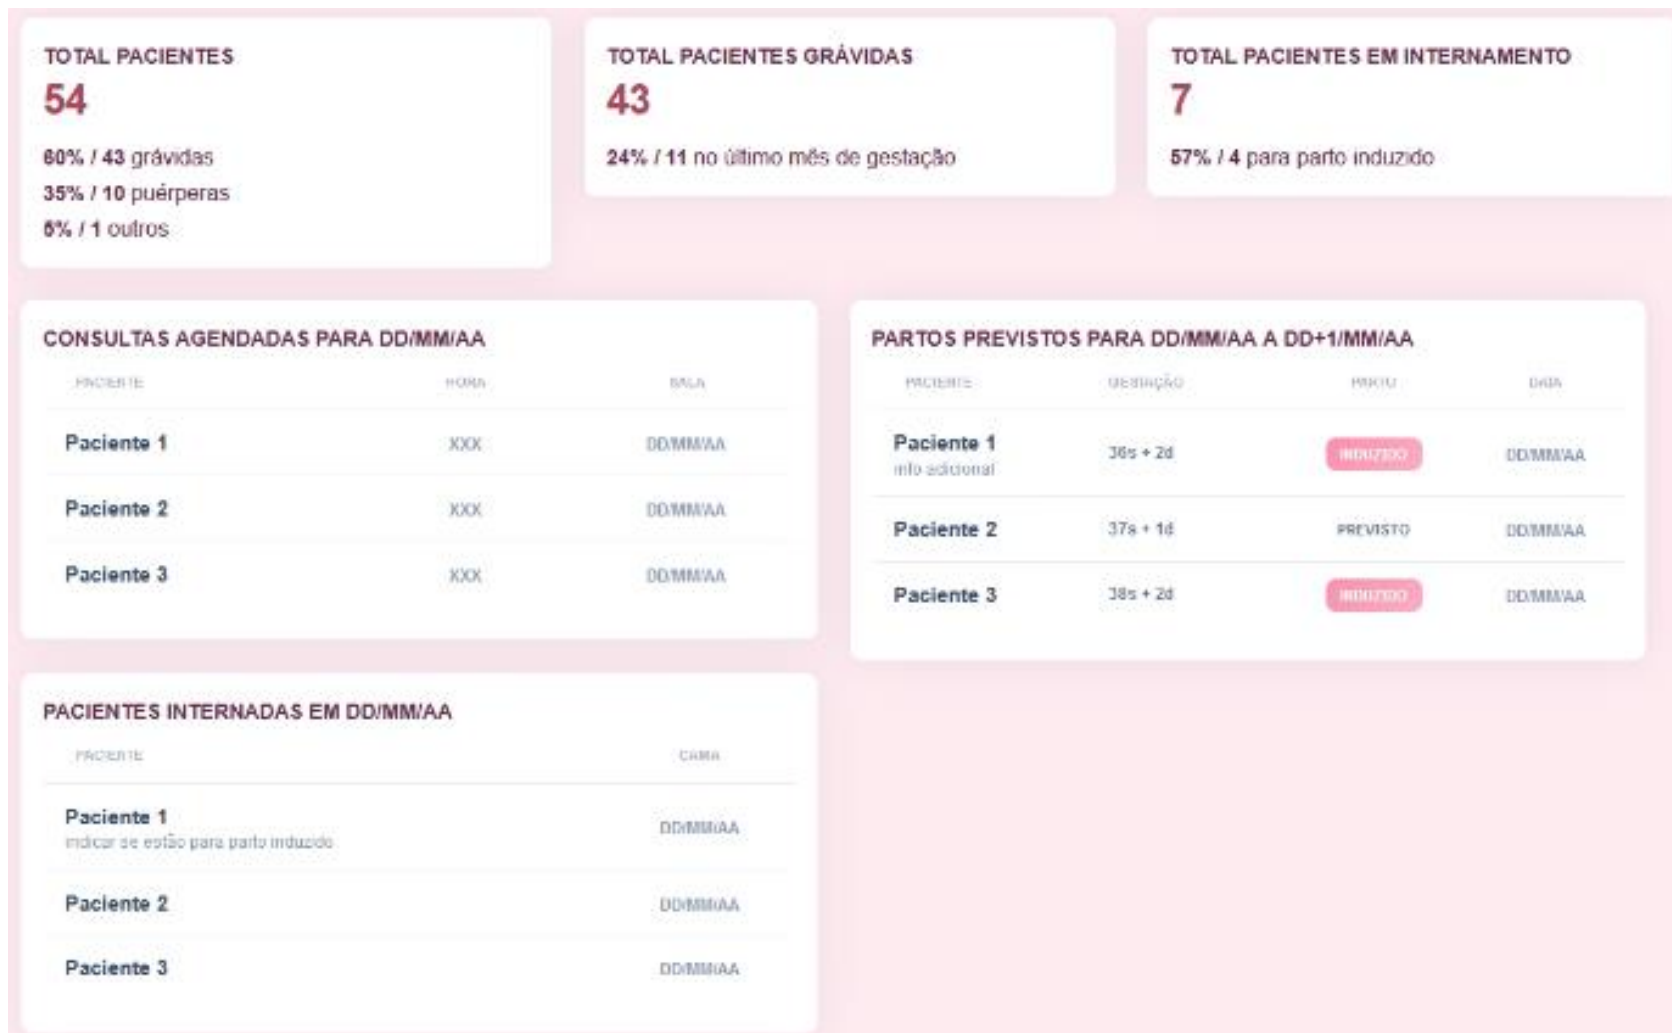 TOTAL PACIENTES
54
60% / 43 grávidas
35% / 10 puérperas
5% / 1 outros
TOTAL PACIENTES GRÁVIDAS
43
24% / 11 no último mês de gestação
TOTAL PACIENTES EM INTERNAMENTO
7
57% / 4 para parto induzido
CONSULTAS AGENDADAS PARA DD/MM/AA
PACIENTE HORA SALA
Paciente 1 XXX DD/MM/AA
Paciente 2 XXX DD/MM/AA
Paciente 3 XXX DD/MM/AA
PARTOS PREVISTOS PARA DD/MM/AA A DD+1/MM/AA
PACIENTE GESTAÇÃO PARTO DATA
Paciente 1 36s + 2d INDUZIDO DD/MM/AA
info adicional
Paciente 2 37s + 1d PREVISTO DD/MM/AA
Paciente 3 38s + 2d INDUZIDO DD/MM/AA
PACIENTES INTERNADAS EM DD/MM/AA
PACIENTE CAMA
Paciente 1 DD/MM/AA
indicar se estão para parto induzido
Paciente 2 DD/MM/AA
Paciente 3 DD/MM/AA